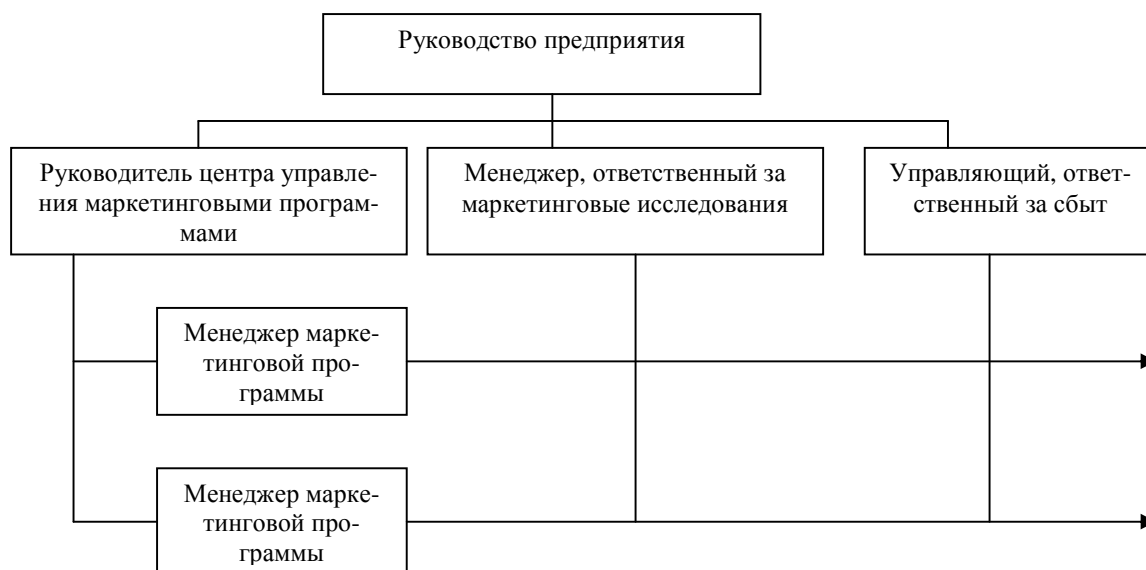 Руководство предприятия
Руководитель центра управле-
ния маркетинговыми програм-
мами
Менеджер, ответственный за
маркетинговые исследования
Управляющий, ответ-
ственный за сбыт
Менеджер марке-
тинговой про-
граммы
Менеджер марке-
тинговой про-
граммы